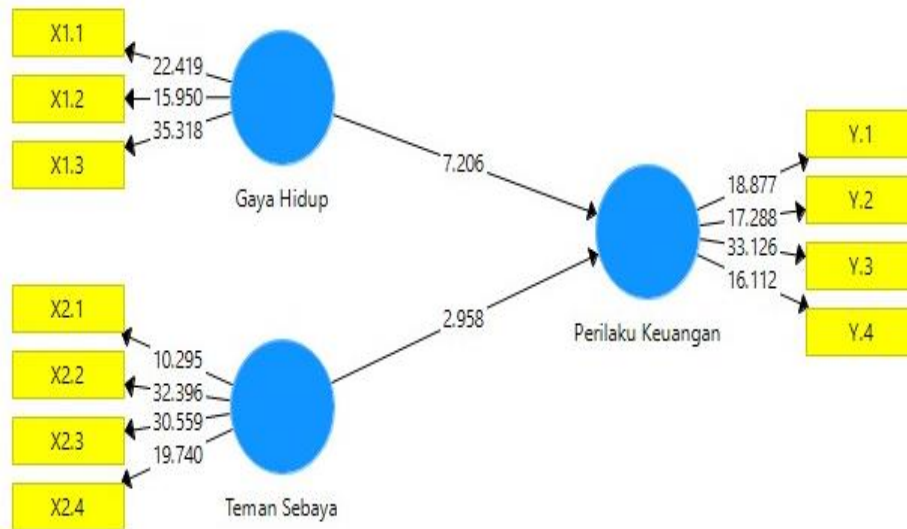 X1.1
X1.2
X1.3
22.419
15.950
35.318
Gaya Hidup
7.206
X2.1
X2.2
X2.3
X2.4
10.295
32.396
30.559
19.740
Teman Sebaya
2.958
Perilaku Keuangan
18.877
17.288
33.126
16.112
Y.1
Y.2
Y.3
Y.4